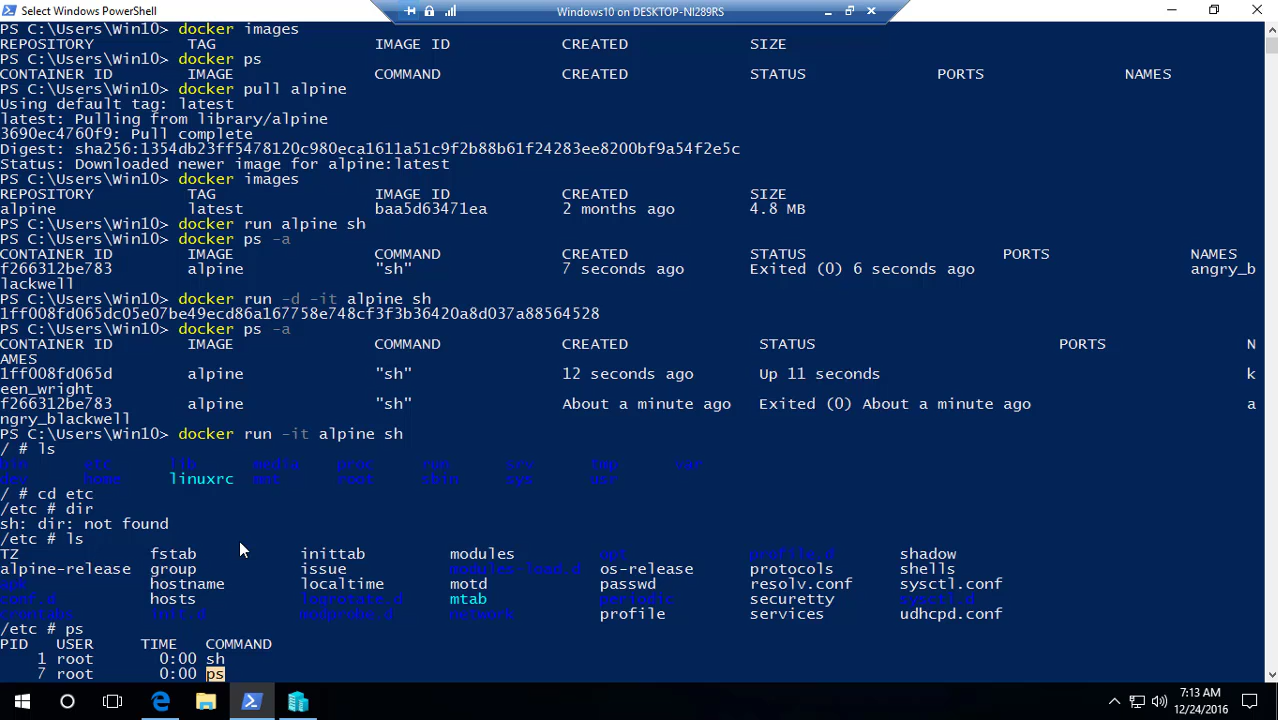 Select Windows PowerShell
Windows10 on DESKTOP-NI289RS
PS C:\Users\Win10> docker images
REPOSITORY TAG IMAGE ID CREATED SIZE
PS C:\Users\Win10> docker ps
CONTAINER ID IMAGE COMMAND CREATED STATUS PORTS NAMES
PS C:\Users\Win10> docker pull alpine
Using default tag: latest
latest: Pulling from library/alpine
3690ec4760f9: Pull complete
Digest: sha256:1354db23ff5478120c980eca1611a51c9f2b88b61f24283ee8200bf9a54f2e5c
Status: Downloaded newer image for alpine:latest
PS C:\Users\Win10> docker images
REPOSITORY TAG IMAGE ID CREATED SIZE
alpine latest baa5d63471ea 2 months ago 4.8 MB
PS C:\Users\Win10> docker run alpine sh
PS C:\Users\Win10> docker ps -a
CONTAINER ID IMAGE COMMAND CREATED STATUS PORTS NAMES
f266312be783 alpine "sh" 7 seconds ago Exited (0) 6 seconds ago angry_b
lackwell
PS C:\Users\Win10> docker run -d -it alpine sh
1ff008fd065dc05e07be49ecd86a167758e748cf3f3b36420a8d037a88564528
PS C:\Users\Win10> docker ps -a
CONTAINER ID IMAGE COMMAND CREATED STATUS PORTS N
AMES
1ff008fd065d alpine "sh" 12 seconds ago Up 11 seconds k
een_wright
f266312be783 alpine "sh" About a minute ago Exited (0) About a minute ago a
ngry_blackwell
PS C:\Users\Win10> docker run -it alpine sh
/ # ls
bin etc lib media proc run srv tmp var
dev home linuxrc mnt root sbin sys usr
/ # cd etc
/etc # dir
sh: dir: not found
/etc # ls
TZ fstab inittab modules opt profile.d shadow
alpine-release group issue modules-load.d os-release protocols shells
apk hostname localtime motd passwd resolv.conf sysctl.conf
conf.d hosts logrotate.d mtab periodic securetty sysctl.d
crontabs init.d modprobe.d network profile services udhcpd.conf
/etc # ps
PID USER TIME COMMAND
1 root 0:00 sh
7 root 0:00 ps
7:13 AM
12/24/2016